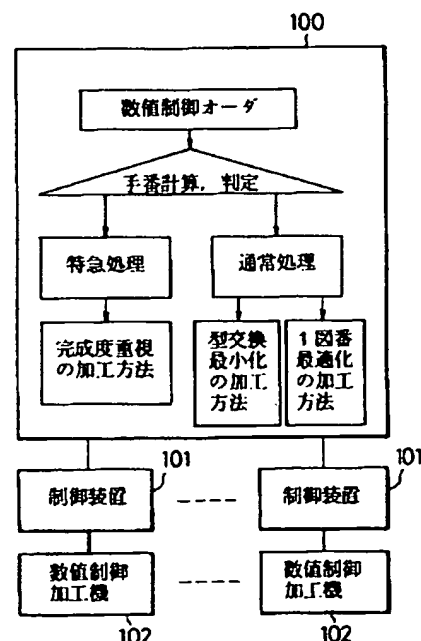 100
数値制御オーダ
手番計算,判定
特急処理
通常処理
完成度重視
の加工方法
型交換
最小化
の加工
方法
1図番
最適化
の加工
方法
101
101
制御装置
制御装置
数値制御
加工機
数値制御
加工機
102
102